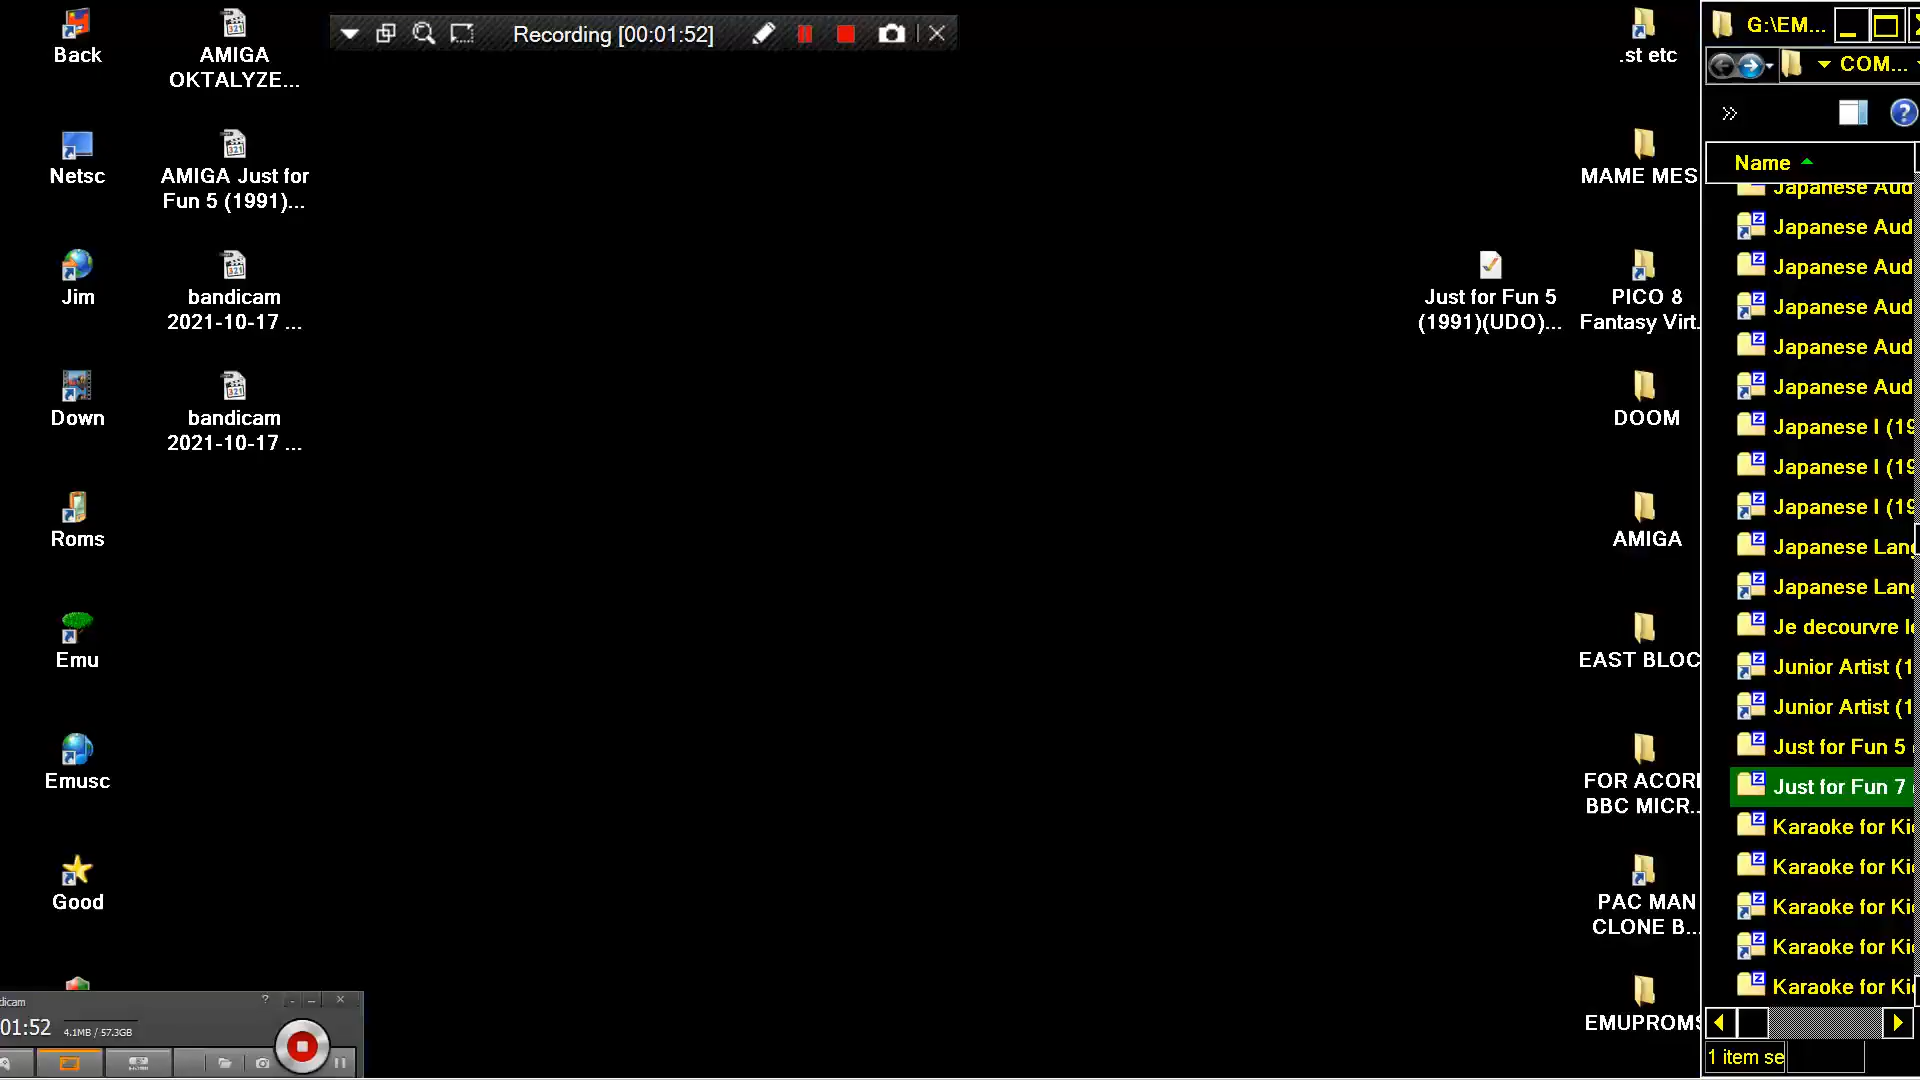 Recording [00:01:52]
Back
AMIGA
OKTALYZE...
Netsc
AMIGA Just for
Fun 5 (1991)...
Jim
bandicam
2021-10-17 ...
Down
bandicam
2021-10-17 ...
Roms
Emu
Emusc
Good
dicam
01:52
4.1MB / 57.3GB
.st etc
MAME MES
Just for Fun 5
(1991)(UDO)...
PICO 8
Fantasy Virt.
DOOM
AMIGA
EAST BLOC
FOR ACORI
BBC MICR..
PAC MAN
CLONE B...
EMUPROMS
G:\EM...
COM...
Name
Japanese Aud
Japanese Aud
Japanese Aud
Japanese Aud
Japanese Aud
Japanese Aud
Japanese I (19
Japanese I (19
Japanese I (19
Japanese Lang
Japanese Lang
Je decourvre le
Junior Artist (1
Junior Artist (1
Just for Fun 5
Just for Fun 7
Karaoke for Ki
Karaoke for Ki
Karaoke for Ki
Karaoke for Ki
Karaoke for Ki
1 item se